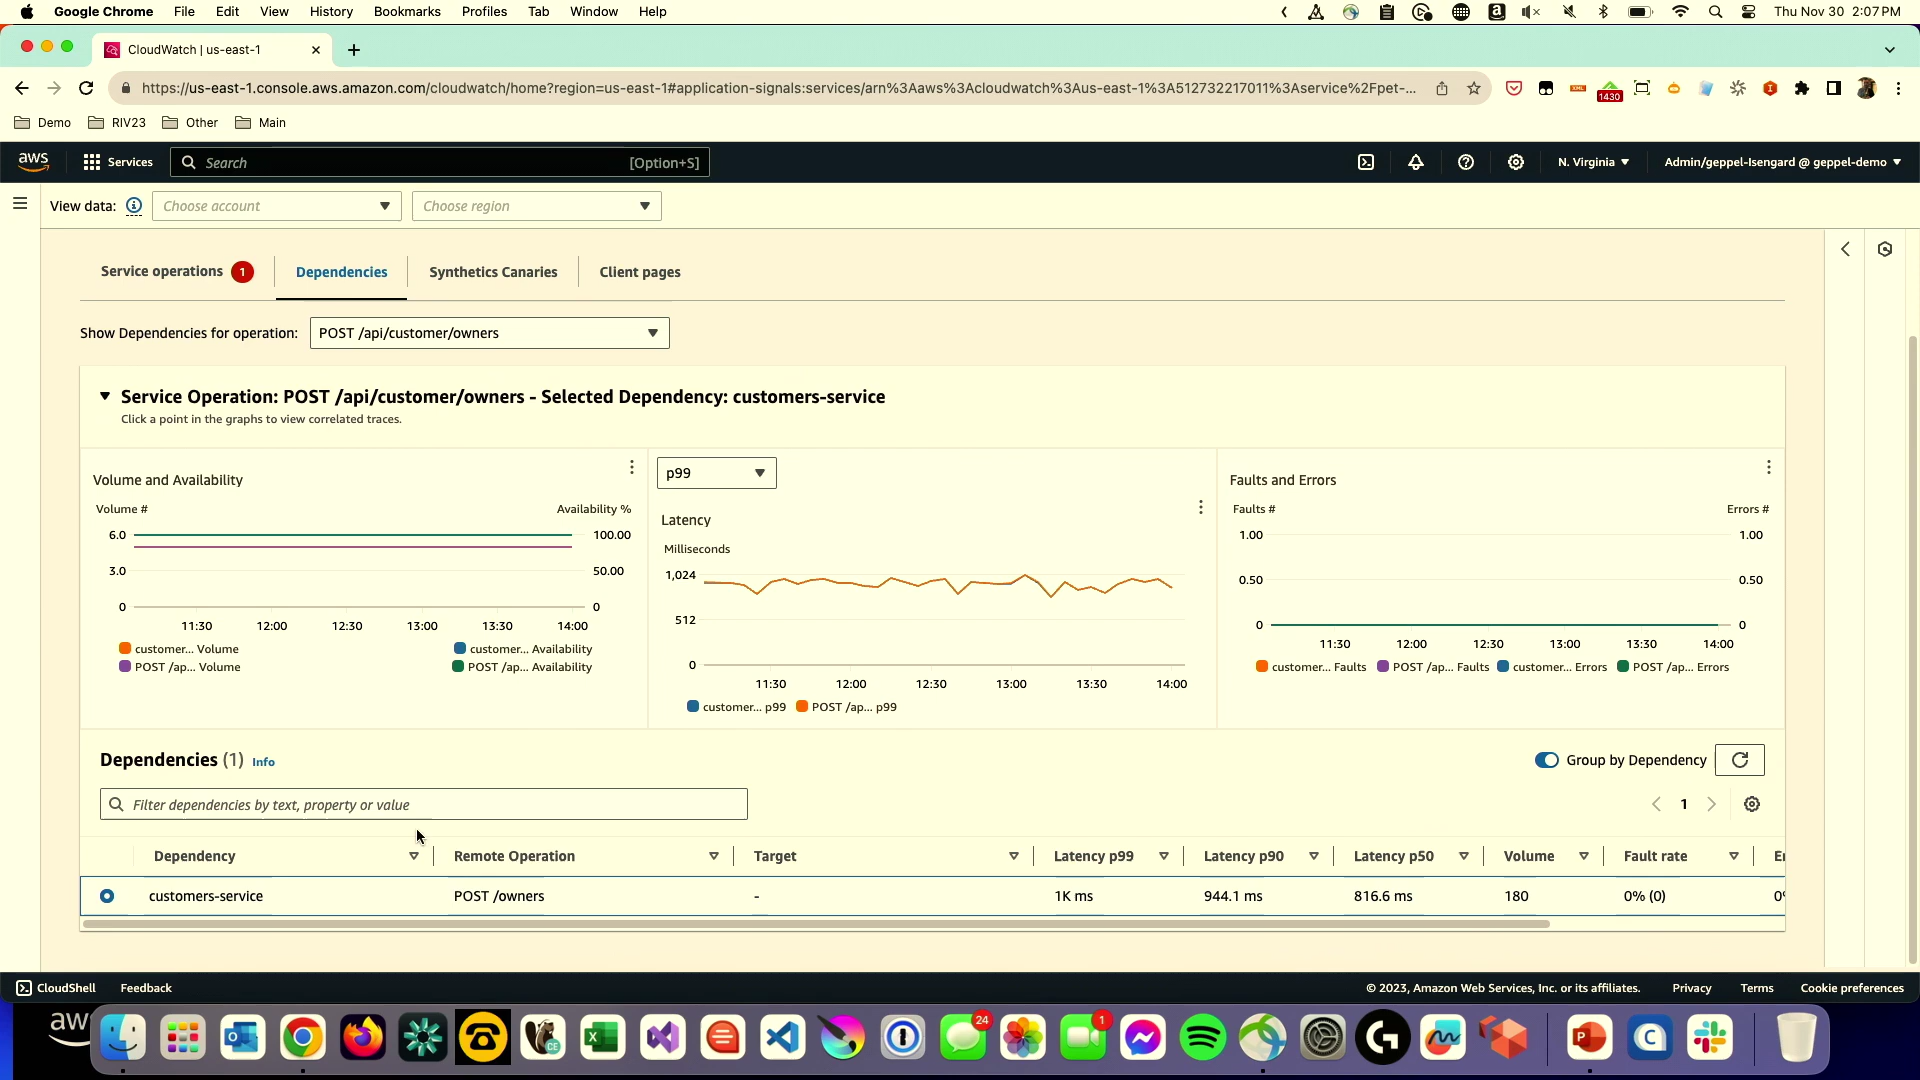 Google Chrome File Edit View History Bookmarks Profiles Tab Window Help Thu Nov 30 2:07 PM
CloudWatch | us-east-1
https://us-east-1.console.aws.amazon.com/cloudwatch/home?region=us-east-1#application-signals:services/arn%3Aaws%3Acloudwatch%3Aus-east-1%3A512732217011%3Aservice%2Fpet-...
1430
Demo RIV23 Other Main
aws Services Search [Option+S] N. Virginia Admin/geppel-Isengard @ geppel-demo
View data: Choose account Choose region
Service operations 1 Dependencies Synthetics Canaries Client pages
Show Dependencies for operation: POST /api/customer/owners
Service Operation: POST /api/customer/owners - Selected Dependency: customers-service
Click a point in the graphs to view correlated traces.
Volume and Availability
Volume # Availability %
6.0 100.00
3.0 50.00
0 0
11:30 12:00 12:30 13:00 13:30 14:00
customer... Volume customer... Availability
POST /ap... Volume POST /ap... Availability
p99
Latency
Milliseconds
1,024
512
0
11:30 12:00 12:30 13:00 13:30 14:00
customer... p99 POST /ap... p99
Faults and Errors
Faults # Errors #
1.00 1.00
0.50 0.50
0 0
11:30 12:00 12:30 13:00 13:30 14:00
customer... Faults POST /ap... Faults customer... Errors POST /ap... Errors
Dependencies (1) Info Group by Dependency
Filter dependencies by text, property or value 1
Dependency Remote Operation Target Latency p99 Latency p90 Latency p50 Volume Fault rate
customers-service POST /owners - 1K ms 944.1 ms 816.6 ms 180 0% (0)
CloudShell Feedback © 2023, Amazon Web Services, Inc. or its affiliates. Privacy Terms Cookie preferences
24 1